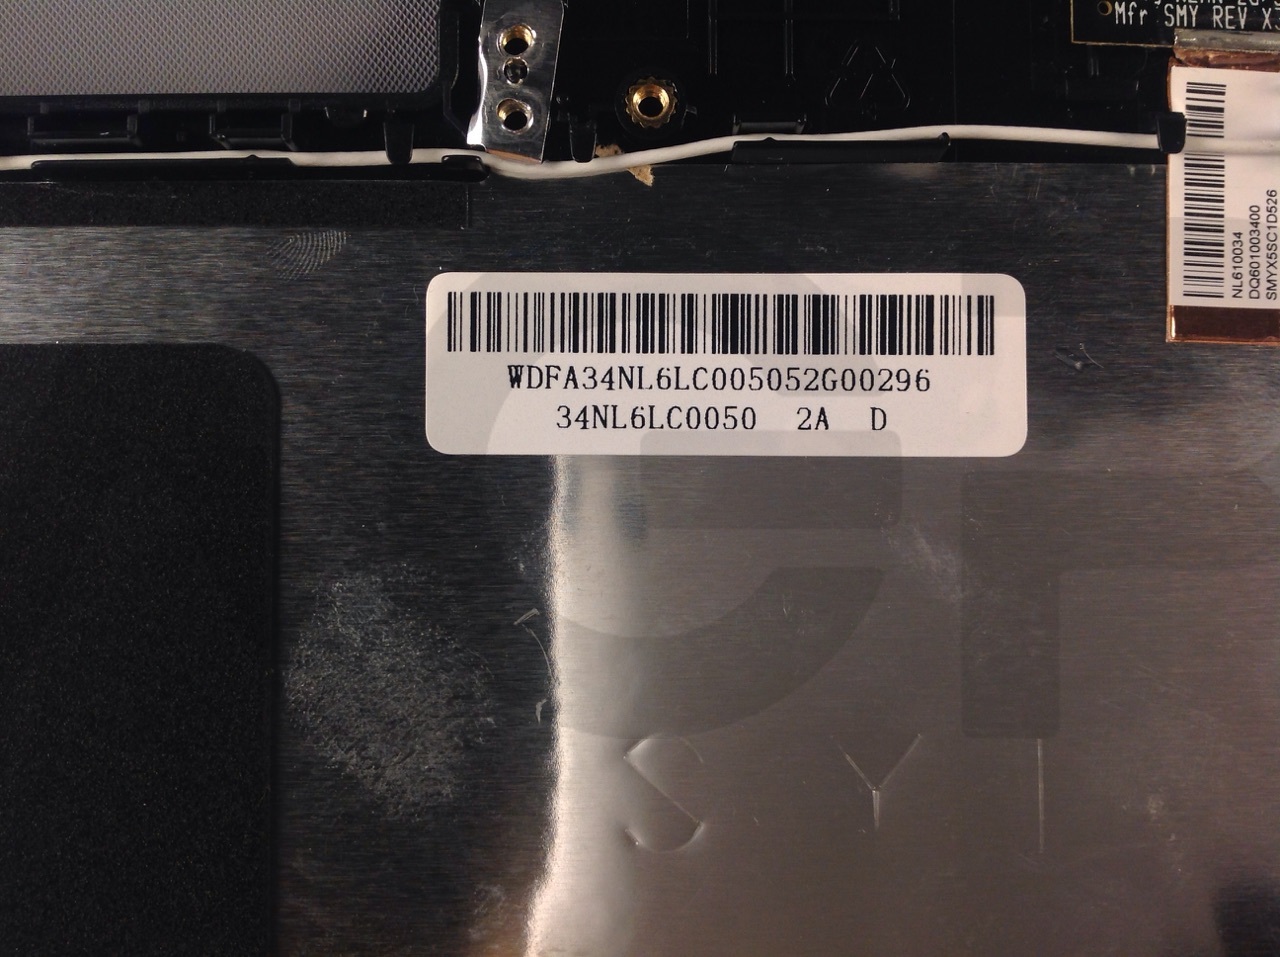 Mfr SMY REV X
WDFA34NL6LC005052G00296
34NL6LC0050 2A D
NL610034
DQ601003400
SMYX5SC1D526
SYI